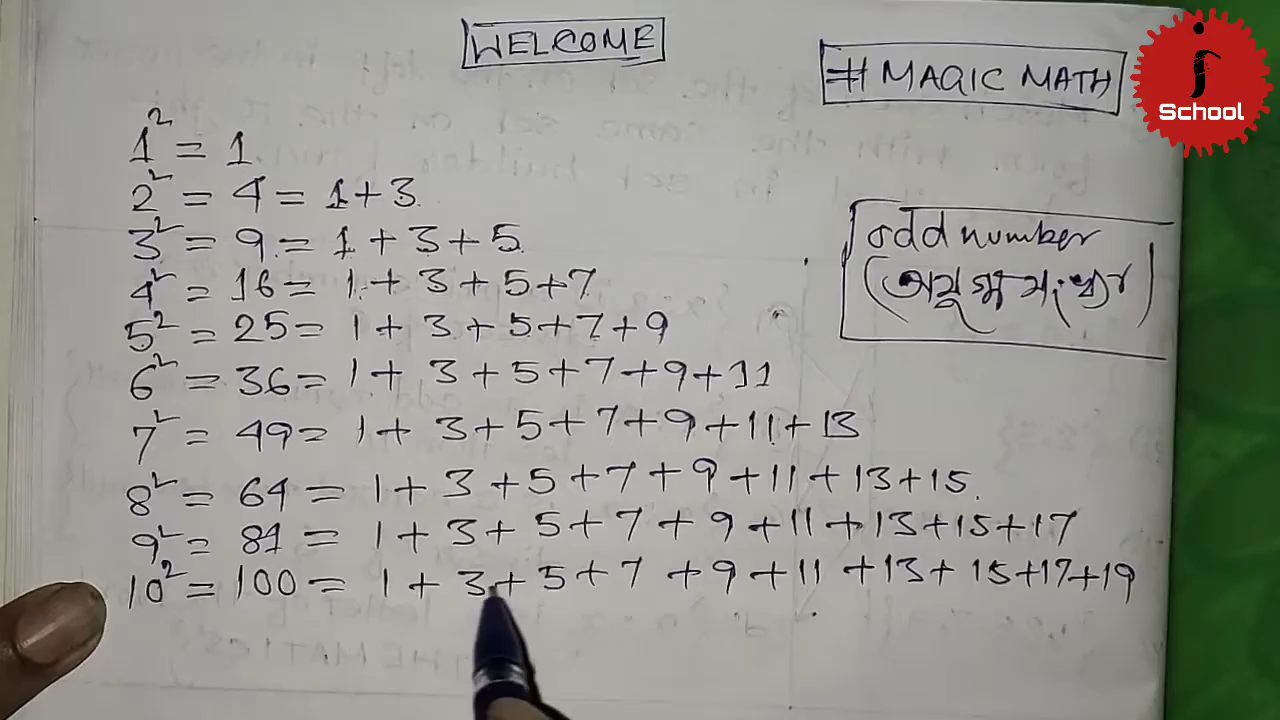 WELCOME
# MAGIC MATH
School
1² = 1
2² = 4 = 1+3
3² = 9 = 1+3+5
4² = 16 = 1+3+5+7
5² = 25 = 1+3+5+7+9
6² = 36 = 1+3+5+7+9+11
7² = 49 = 1+3+5+7+9+11+13
8² = 64 = 1+3+5+7+9+11+13+15
9² = 81 = 1+3+5+7+9+11+13+15+17
10² = 100 = 1+3+5+7+9+11+13+15+17+19
odd number
(অযুগ্ম সংখ্যা)